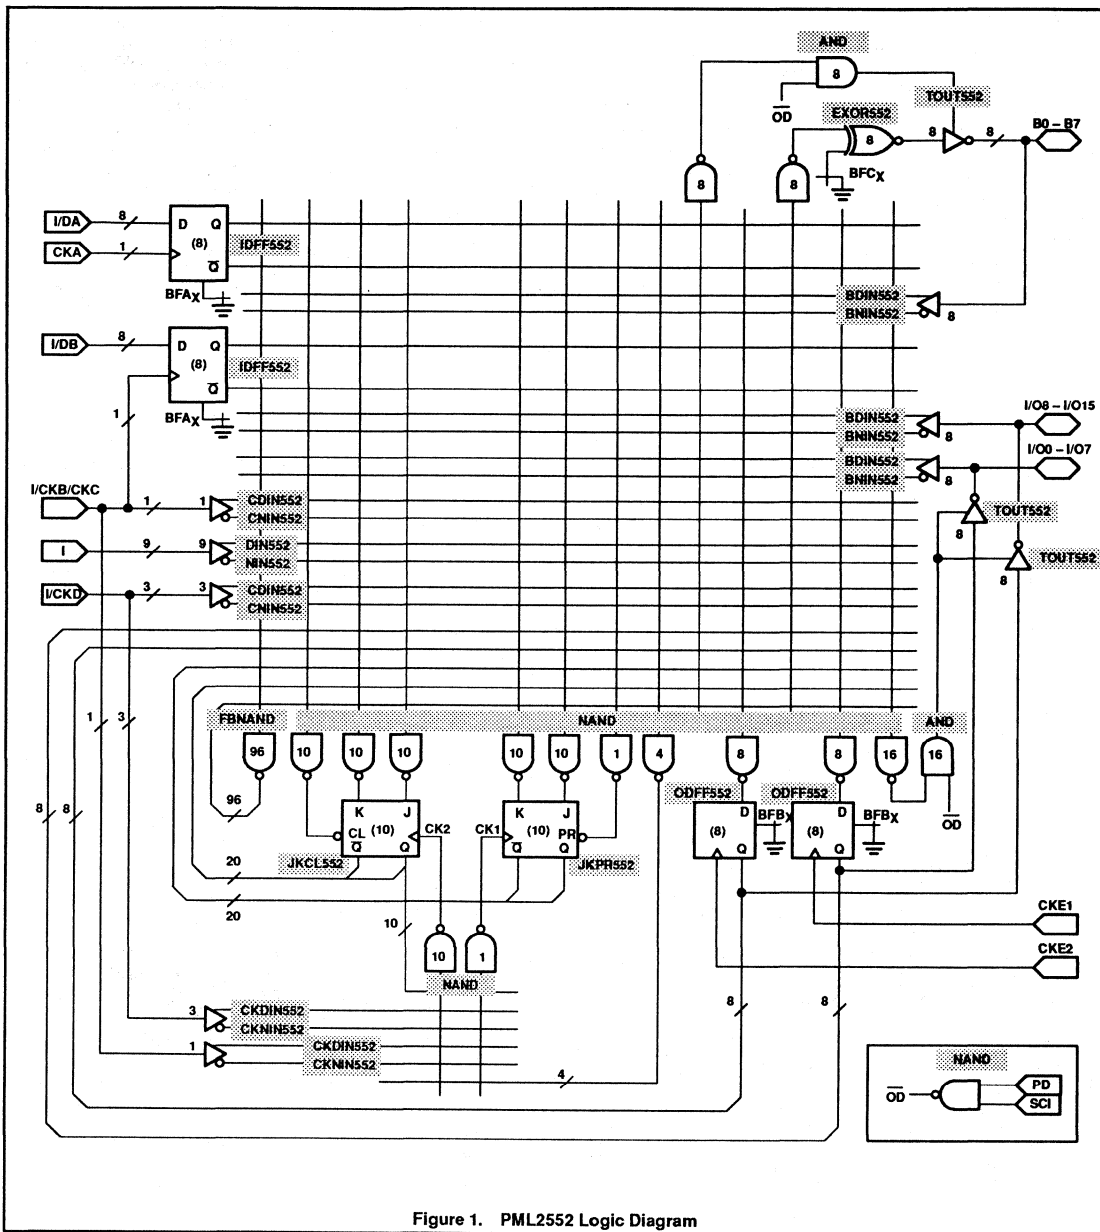 AND
8
OD
TOUT552
EXOR552
B0 – B7
8
8
8
BFCX
8
8
I/DA
8
D Q
(8)
IDFF552
CKA
1
Q
BFAX
BDIN552
BNIN552
8
I/DB
8
D Q
(8)
IDFF552
Q
BFAX
1
I/O8 – I/O15
BDIN552
BNIN552
8
I/O0 – I/O7
BDIN552
BNIN552
8
I/CKB/CKC
1
1
CDIN552
CNIN552
TOUT552
8
I
9
9
DIN552
NIN552
TOUT552
8
I/CKD
3
3
CDIN552
CNIN552
1
3
FBNAND
NAND
AND
96
10
10
10
10
10
1
4
8
8
16
16
ODFF552
ODFF552
96
K J
CL (10)
Q
CK2
CK1
K J
(10) PR
Q Q
D
(8)
Q
BFBX
D
(8)
Q
BFBX
OD
8
8
20
JKCL552
JKPR552
20
10
CKE1
10
1
CKE2
NAND
8
8
3
CKDIN552
CKNIN552
1
CKDIN552
CKNIN552
4
NAND
OD
PD
SCI
Figure 1. PML2552 Logic Diagram